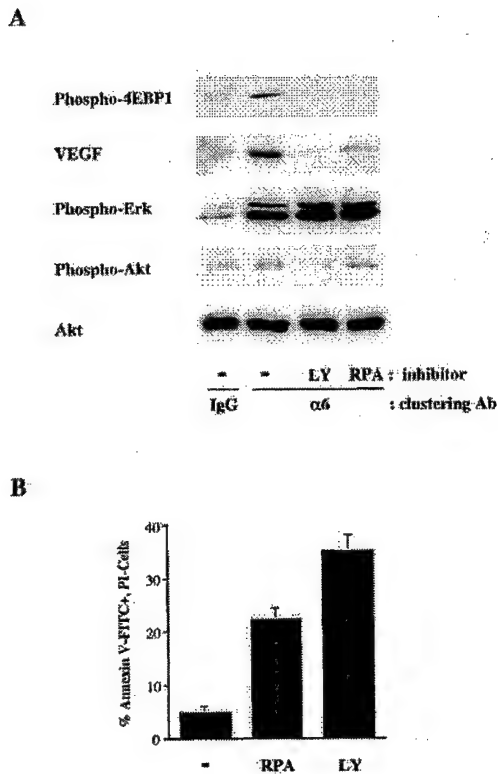 A
Phospho-4EBP1
VEGF
Phospho-Erk
Phospho-Akt
Akt
- - LY RPA : inhibitor
IgG α6 : clustering Ab
B
% Annexin V-FITC+, PI-Cells
40
30
20
10
0
- RPA LY